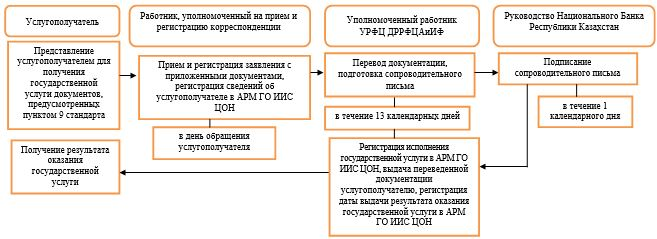 Услугополучатель
Работник, уполномоченный на прием и
регистрацию корреспонденции
Уполномоченный работник
УРФЦ ДРРФЦАиИФ
Руководство Национального Банка
Республики Казахстан
Представление
услугополучателем для
получения
государственной
услуги документов,
предусмотренных
пунктом 9 стандарта
Прием и регистрация заявления с
приложенными документами,
регистрация сведений об
услугополучателе в АРМ ГО ИИС
ЦОН
Перевод документации,
подготовка сопроводительного
письма
Подписание
сопроводительного письма
в день обращения
услугополучателя
в течение 13 календарных дней
в течение 1
календарного дня
Получение результата
оказания
государственной
услуги
Регистрация исполнения
государственной услуги в АРМ ГО
ИИС ЦОН, выдача переведенной
документации
услугополучателю, регистрация
даты выдачи результата оказания
государственной услуги в АРМ
ГО ИИС ЦОН